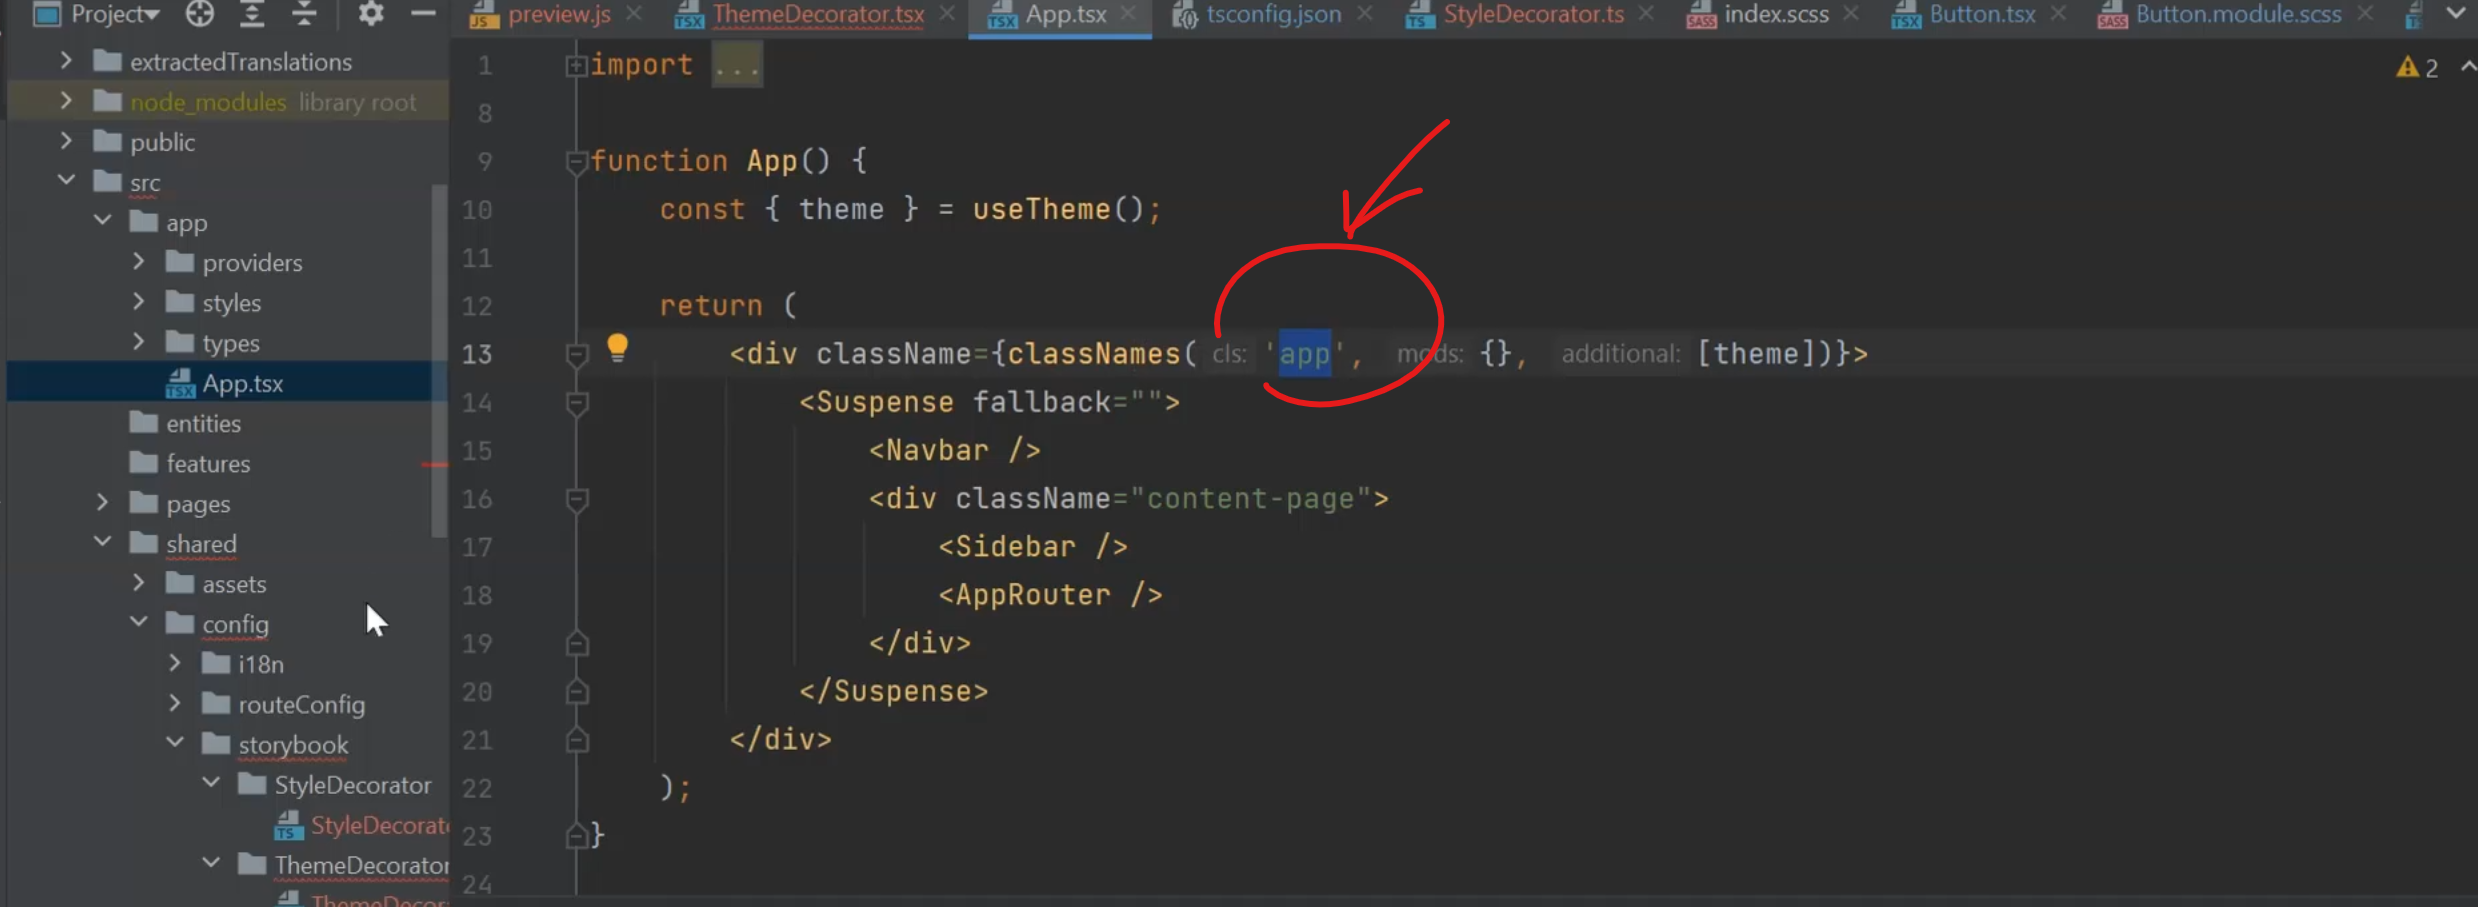 Project
preview.js
ThemeDecorator.tsx
App.tsx
tsconfig.json
StyleDecorator.ts
index.scss
Button.tsx
Button.module.scss
extractedTranslations
node_modules library root
public
src
app
providers
styles
types
App.tsx
entities
features
pages
shared
assets
config
i18n
routeConfig
storybook
StyleDecorator
StyleDecorat
ThemeDecorator
ThemeDecor
2
1 import ...
8
9 function App() {
10 const { theme } = useTheme();
11
12 return (
13 <div className={classNames( cls: 'app', mods: {}, additional: [theme])}>
14 <Suspense fallback="">
15 <Navbar />
16 <div className="content-page">
17 <Sidebar />
18 <AppRouter />
19 </div>
20 </Suspense>
21 </div>
22 );
23 }
24